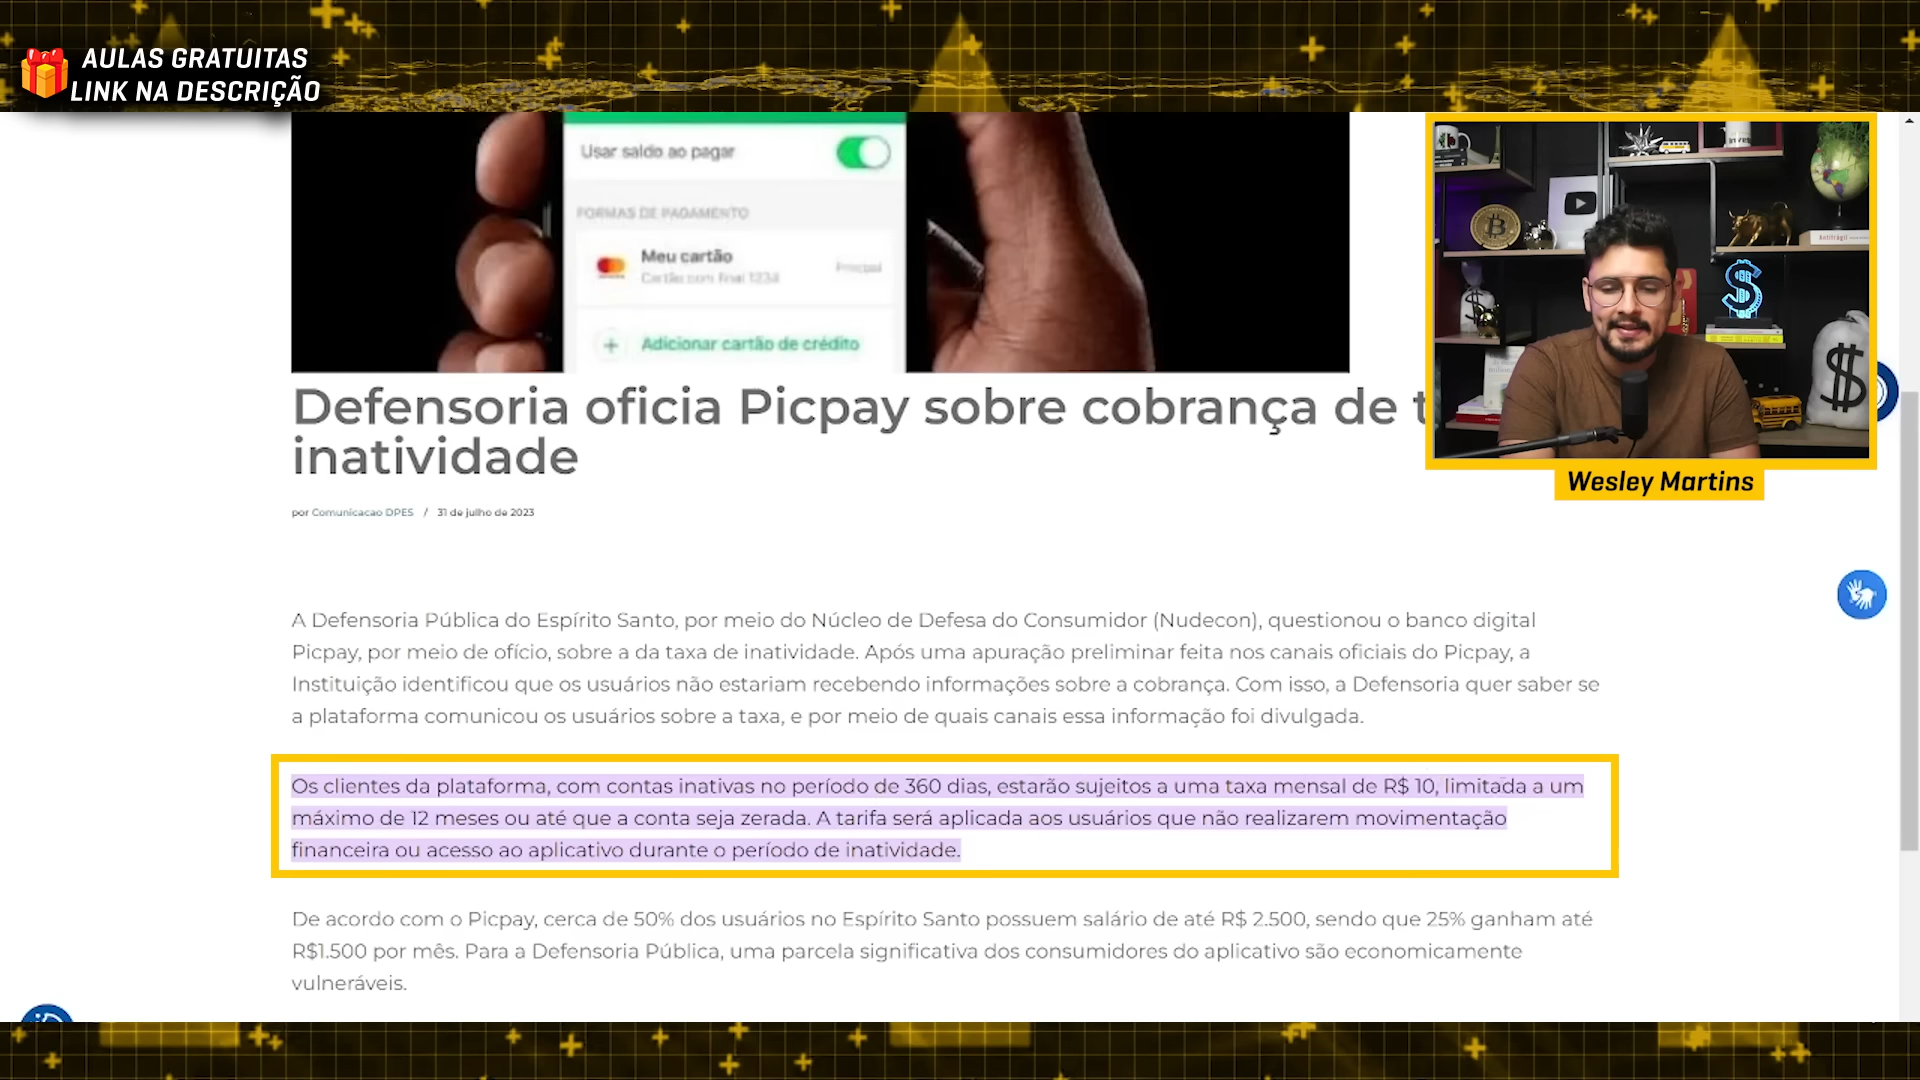 AULAS GRATUITAS
LINK NA DESCRIÇÃO
Usar saldo ao pagar
FORMAS DE PAGAMENTO
Meu cartão
Cartão com final 1234
Principal
Adicionar cartão de crédito
Antifrágil
Wesley Martins
Defensoria oficia Picpay sobre cobrança de t
inatividade
por Comunicacao DPES / 31 de julho de 2023
A Defensoria Pública do Espírito Santo, por meio do Núcleo de Defesa do Consumidor (Nudecon), questionou o banco digital
Picpay, por meio de ofício, sobre a da taxa de inatividade. Após uma apuração preliminar feita nos canais oficiais do Picpay, a
Instituição identificou que os usuários não estariam recebendo informações sobre a cobrança. Com isso, a Defensoria quer saber se
a plataforma comunicou os usuários sobre a taxa, e por meio de quais canais essa informação foi divulgada.
Os clientes da plataforma, com contas inativas no período de 360 dias, estarão sujeitos a uma taxa mensal de R$ 10, limitada a um
máximo de 12 meses ou até que a conta seja zerada. A tarifa será aplicada aos usuários que não realizarem movimentação
financeira ou acesso ao aplicativo durante o período de inatividade.
De acordo com o Picpay, cerca de 50% dos usuários no Espírito Santo possuem salário de até R$ 2.500, sendo que 25% ganham até
R$1.500 por mês. Para a Defensoria Pública, uma parcela significativa dos consumidores do aplicativo são economicamente
vulneráveis.